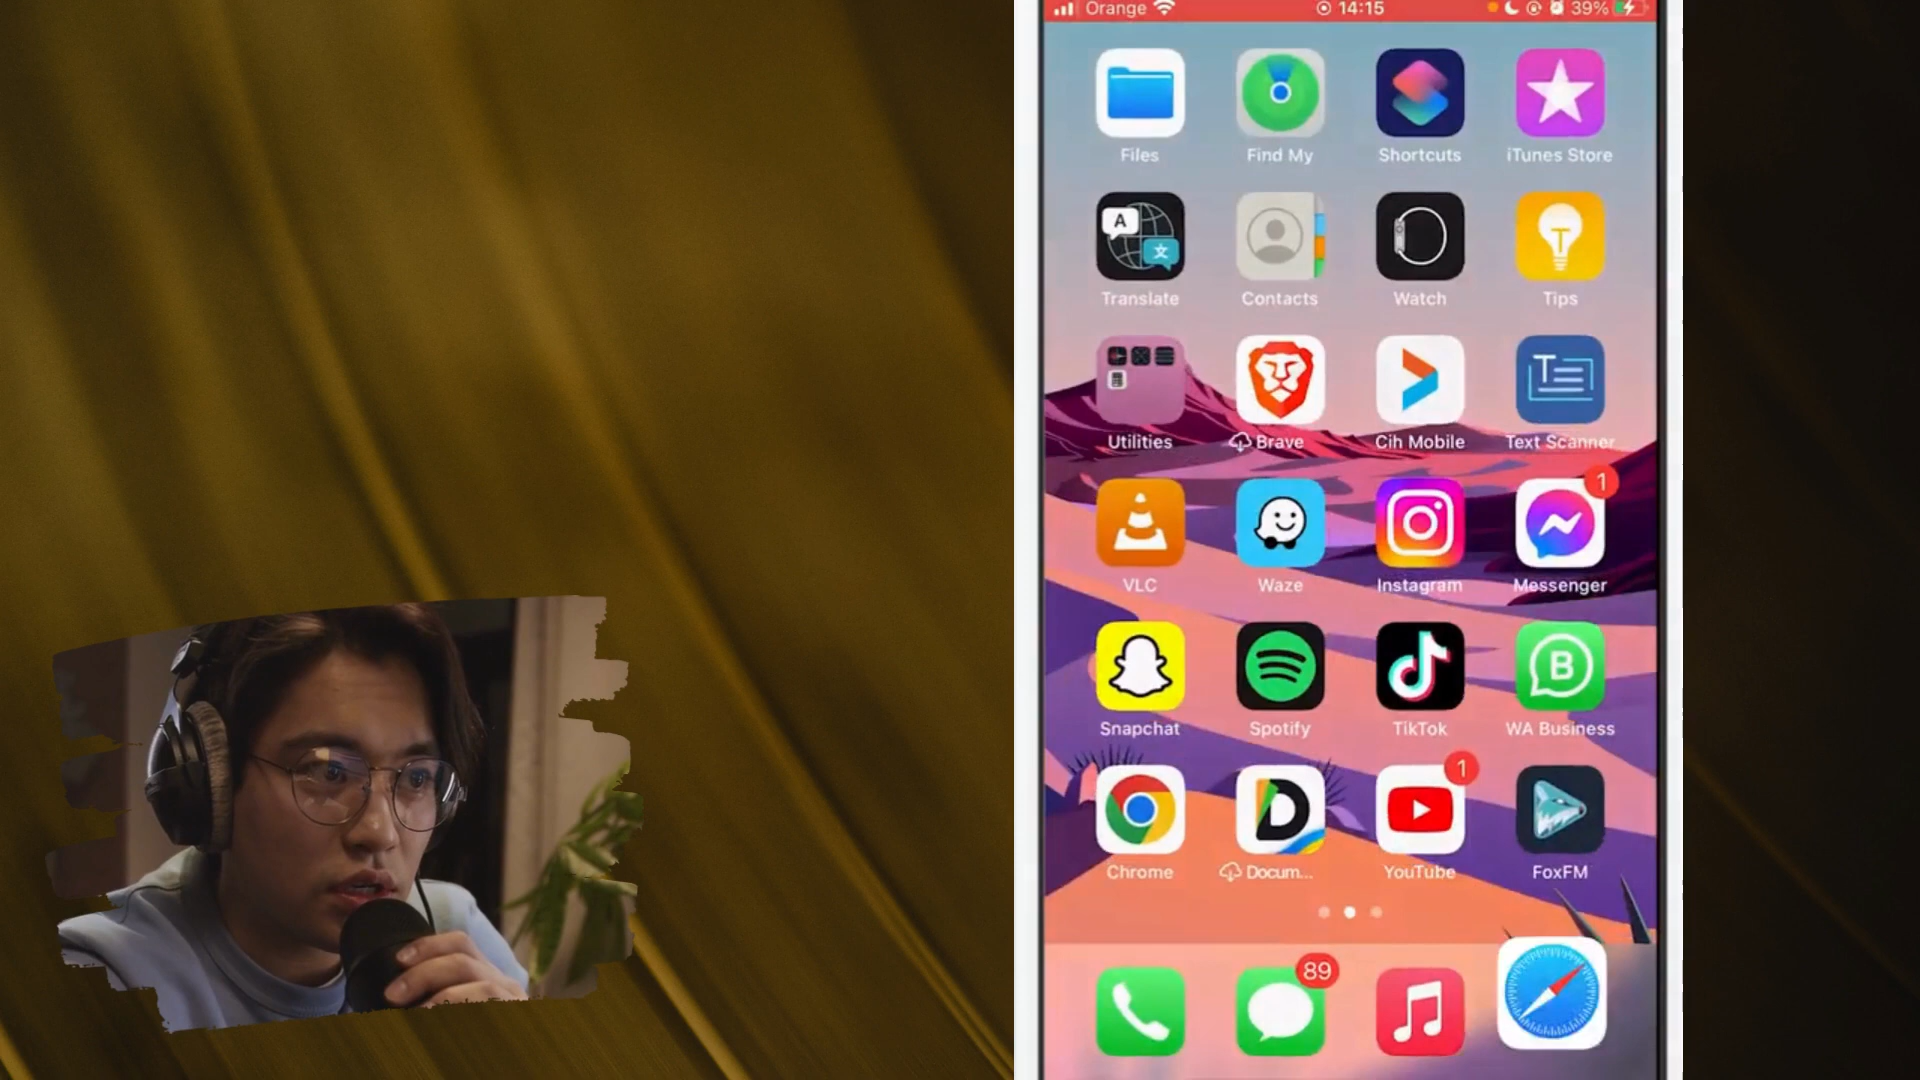 Orange 14:15 39%
Files Find My Shortcuts iTunes Store
A 文 T
Translate Contacts Watch Tips
T
Utilities Brave Cih Mobile Text Scanner
1
VLC Waze Instagram Messenger
B
Snapchat Spotify TikTok WA Business
D 1
Chrome Docum... YouTube FoxFM
89